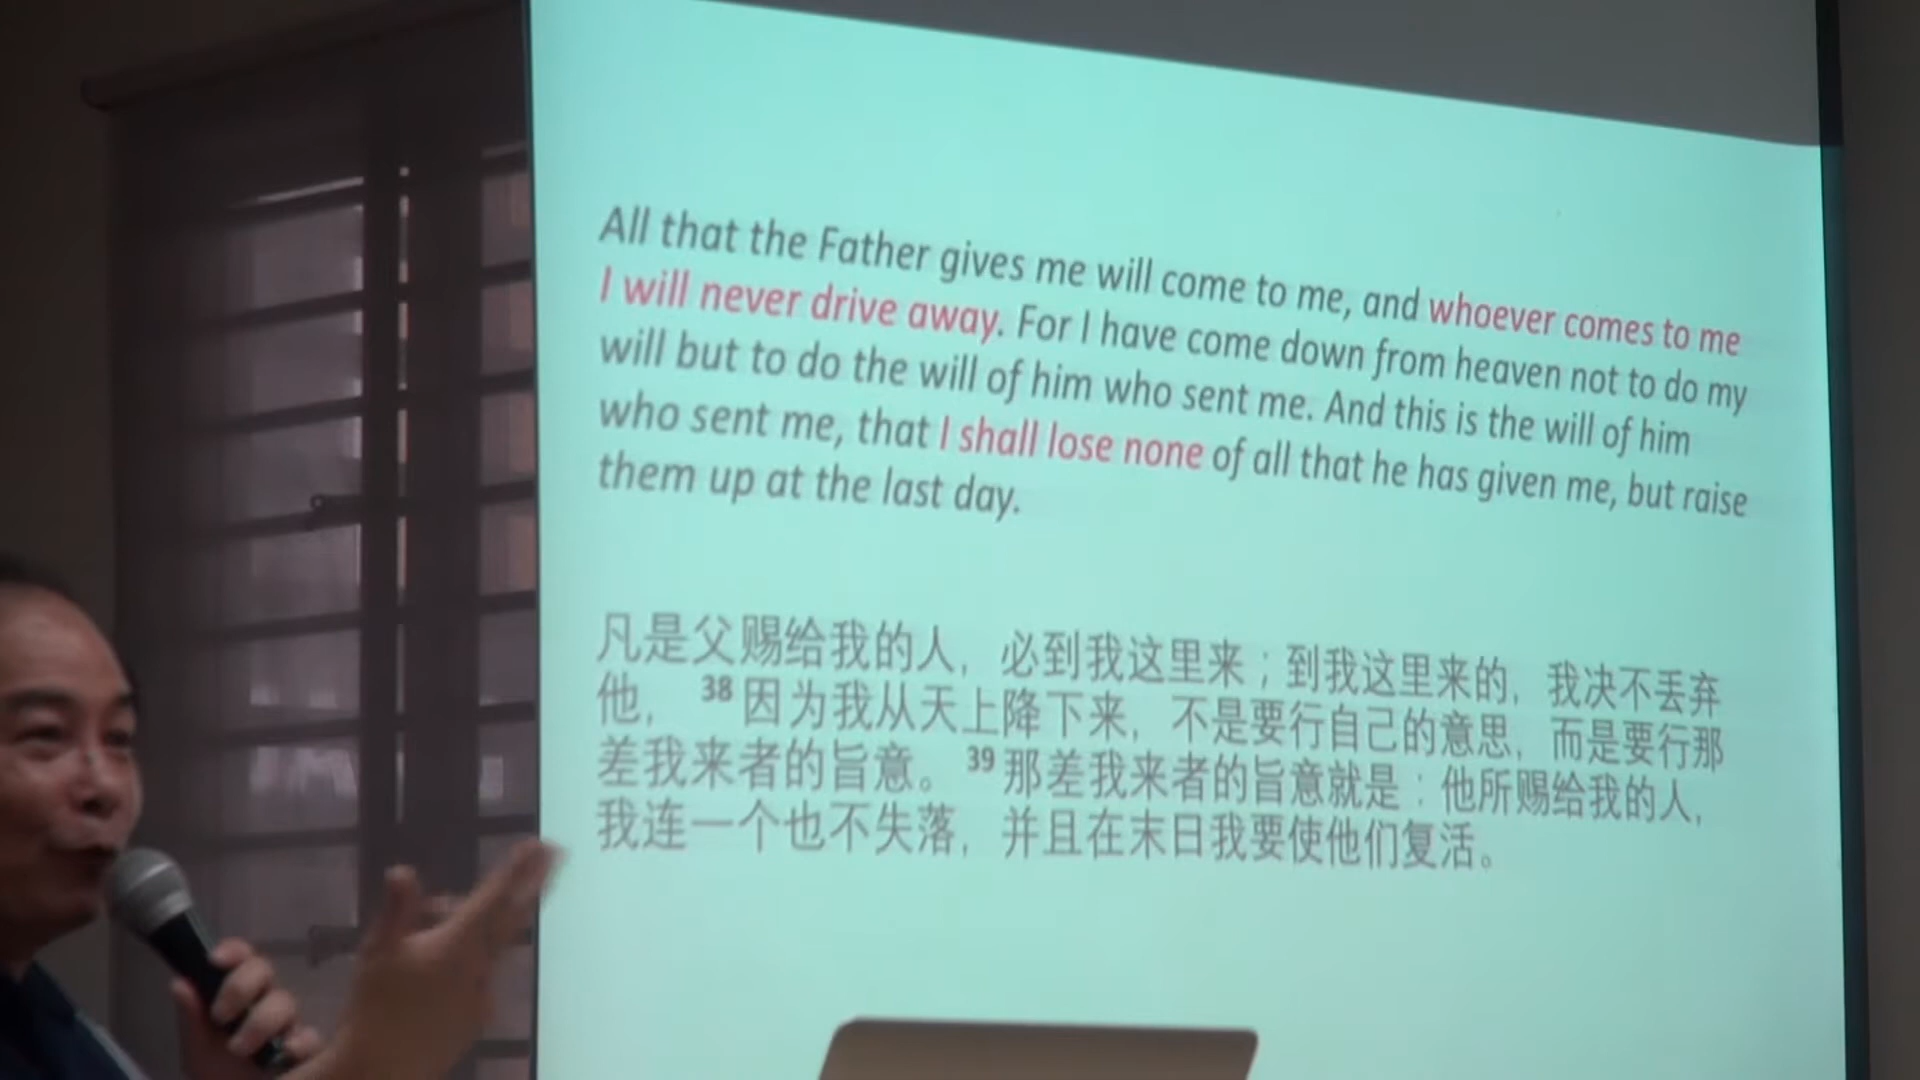 All that the Father gives me will come to me, and whoever comes to me
I will never drive away. For I have come down from heaven not to do my
will but to do the will of him who sent me. And this is the will of him
who sent me, that I shall lose none of all that he has given me, but raise
them up at the last day.
凡是父赐给我的人，必到我这里来；到我这里来的，我决不丢弃
他， 38 因为我从天上降下来，不是要行自己的意思，而是要行那
差我来者的旨意。 39 那差我来者的旨意就是：他所赐给我的人，
我连一个也不失落，并且在末日我要使他们复活。